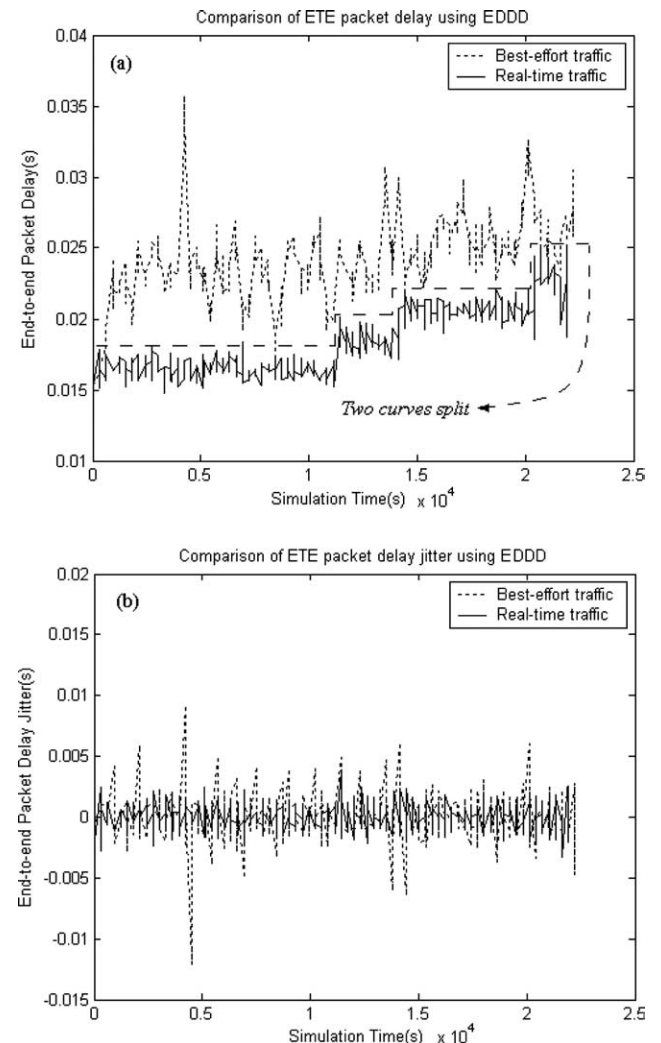 Comparison of ETE packet delay using EDDD
(a)
Best-effort traffic
Real-time traffic
0.04
0.035
0.03
0.025
0.02
0.015
0.01
End-to-end Packet Delay(s)
Two curves split
0
0.5
1
1.5
2
2.5
Simulation Time(s) × 10⁴
Comparison of ETE packet delay jitter using EDDD
(b)
Best-effort traffic
Real-time traffic
0.02
0.015
0.01
0.005
0
-0.005
-0.01
-0.015
End-to-end Packet Delay Jitter(s)
0
0.5
1
1.5
2
2.5
Simulation Time(s) × 10⁴